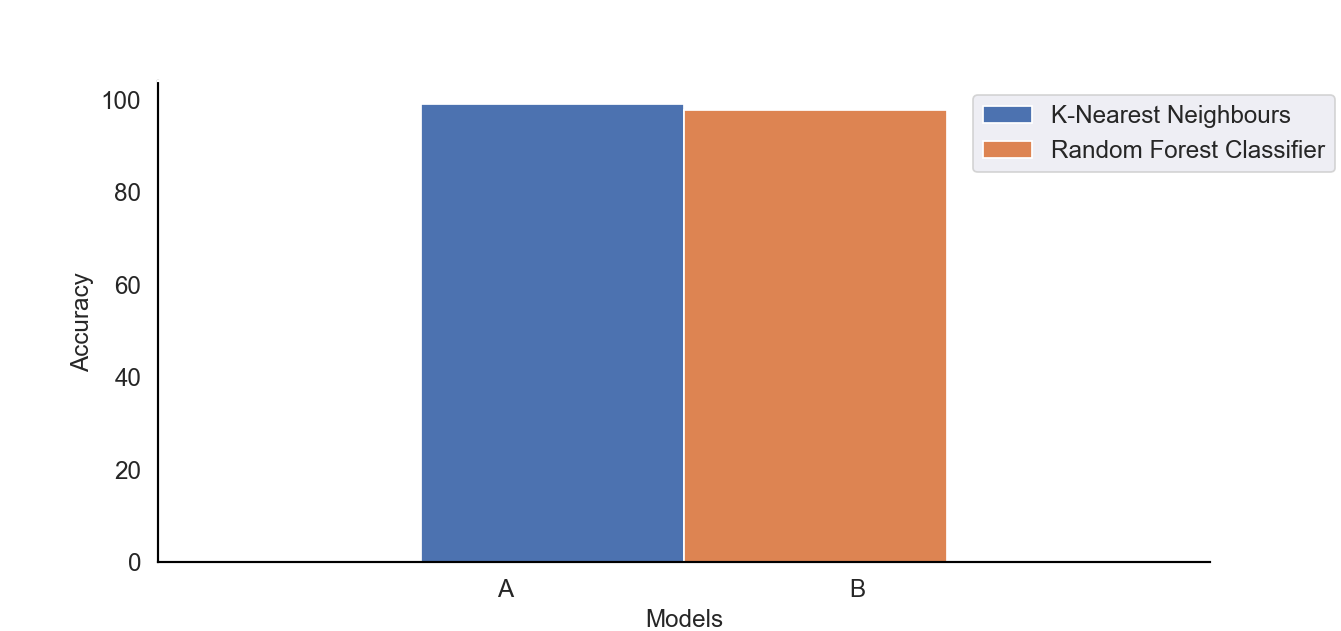 100
80
60
40
20
0
Accuracy
A
B
Models
K-Nearest Neighbours
Random Forest Classifier